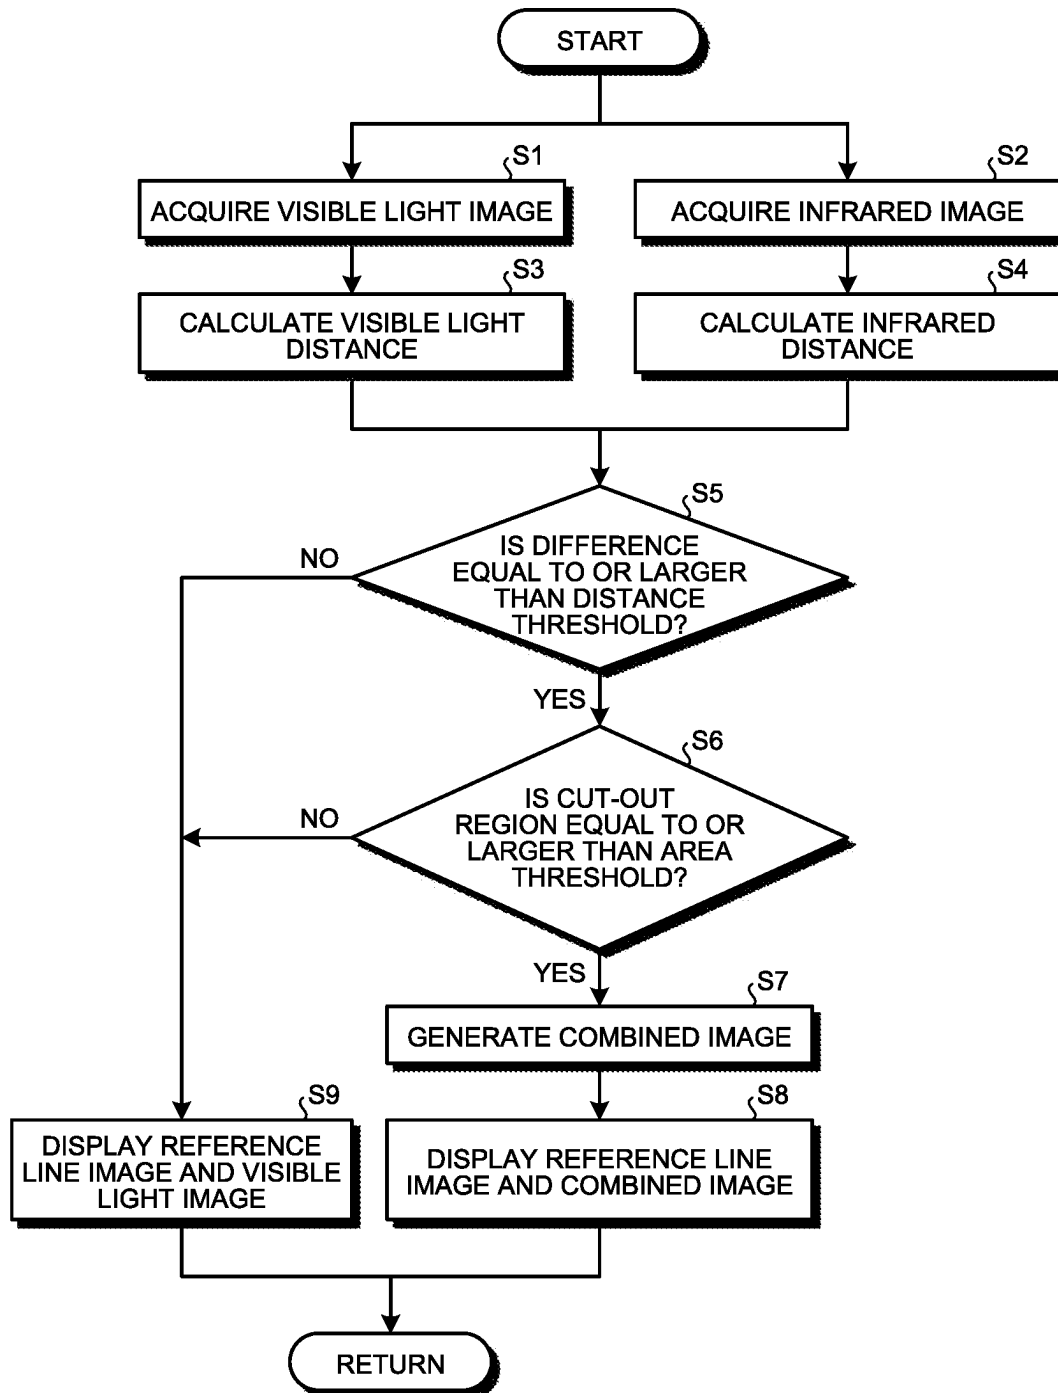 START
S1
S2
ACQUIRE VISIBLE LIGHT IMAGE
ACQUIRE INFRARED IMAGE
S3
S4
CALCULATE VISIBLE LIGHT
DISTANCE
CALCULATE INFRARED
DISTANCE
S5
NO
IS DIFFERENCE
EQUAL TO OR LARGER
THAN DISTANCE
THRESHOLD?
YES
S6
NO
IS CUT-OUT
REGION EQUAL TO OR
LARGER THAN AREA
THRESHOLD?
YES
S7
GENERATE COMBINED IMAGE
S9
S8
DISPLAY REFERENCE
LINE IMAGE AND VISIBLE
LIGHT IMAGE
DISPLAY REFERENCE LINE
IMAGE AND COMBINED IMAGE
RETURN